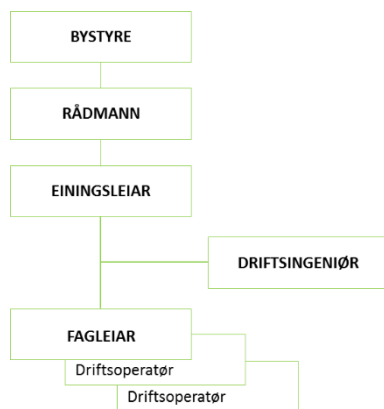 BYSTYRE
RÅDMANN
EININGSLEIAR
DRIFTSINGENIØR
FAGLEIAR
Driftsoperatør
Driftsoperatør